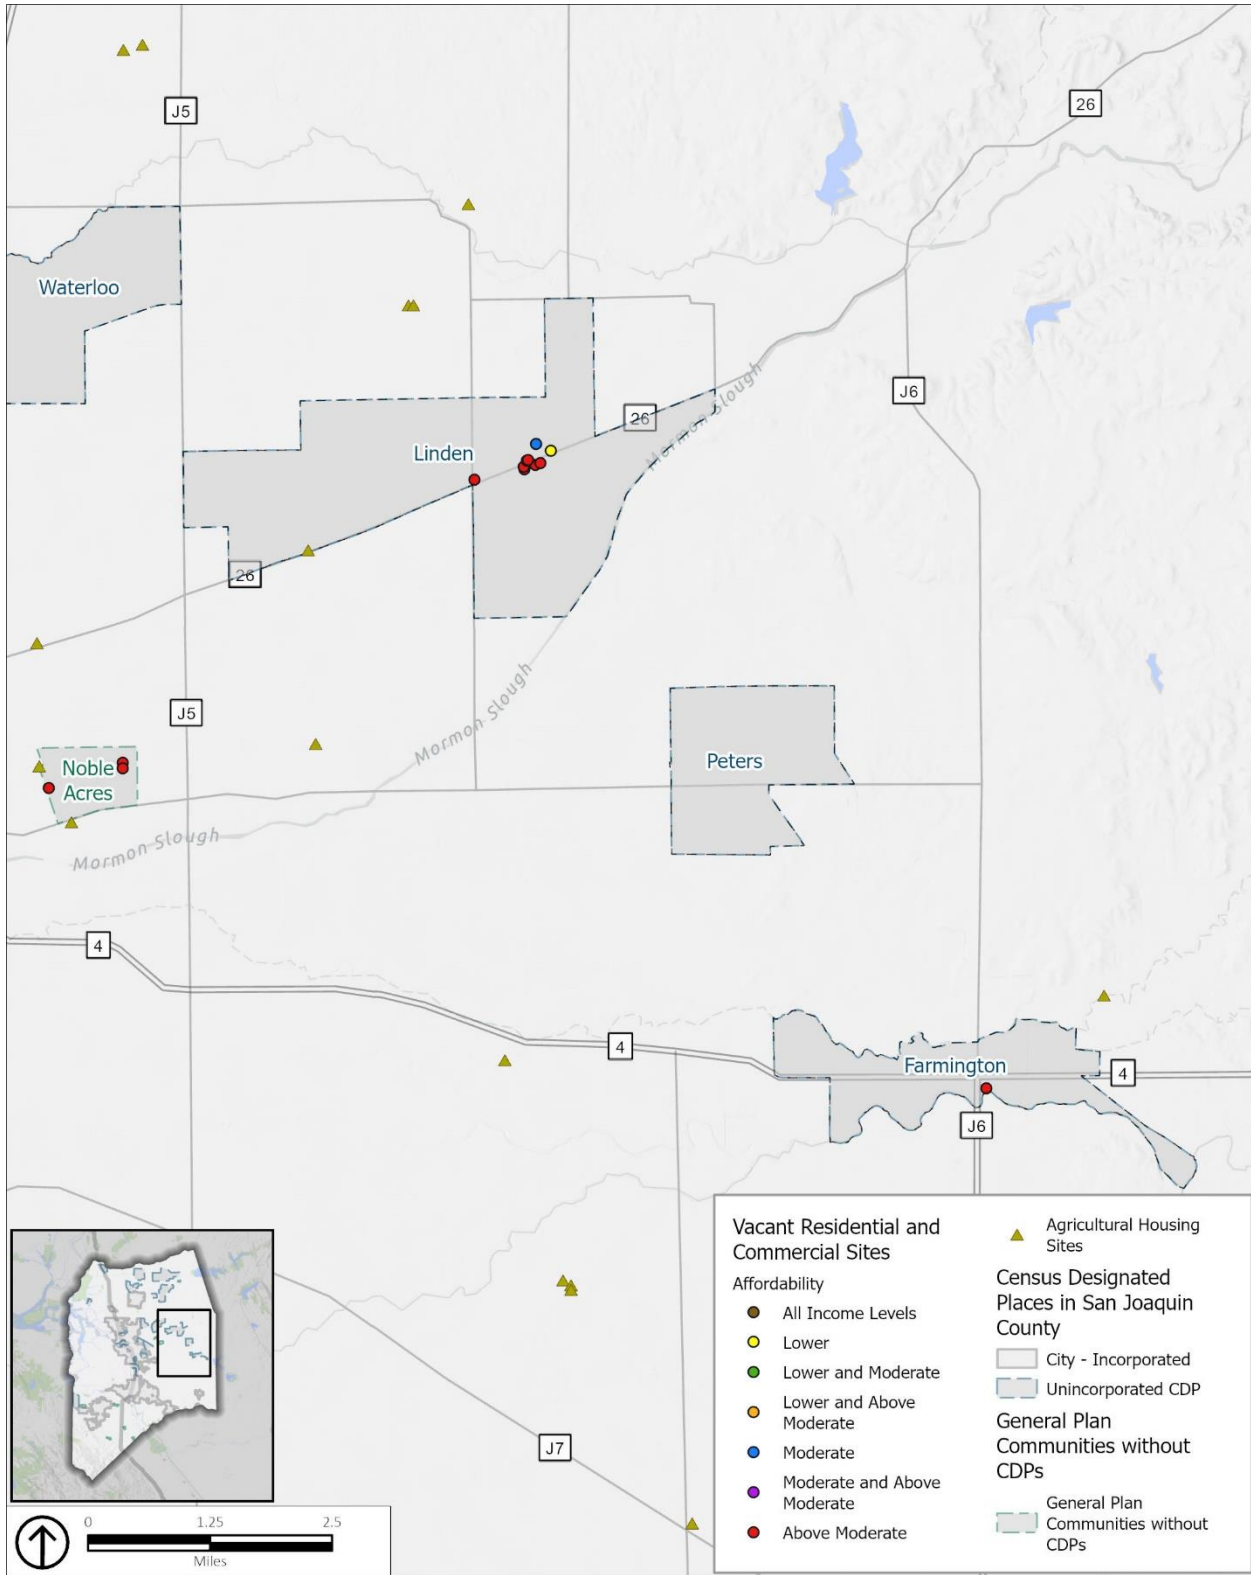 J5
26
Waterloo
J6
26
Linden
Mormon Slough
26
Mormon Slough
J5
Peters
Noble
Acres
Mormon Slough
4
4
Farmington
4
J6
J7
0
1.25
2.5
Miles
Vacant Residential and
Commercial Sites
Affordability
All Income Levels
Lower
Lower and Moderate
Lower and Above
Moderate
Moderate
Moderate and Above
Moderate
Above Moderate
Agricultural Housing
Sites
Census Designated
Places in San Joaquin
County
City - Incorporated
Unincorporated CDP
General Plan
Communities without
CDPs
General Plan
Communities without
CDPs